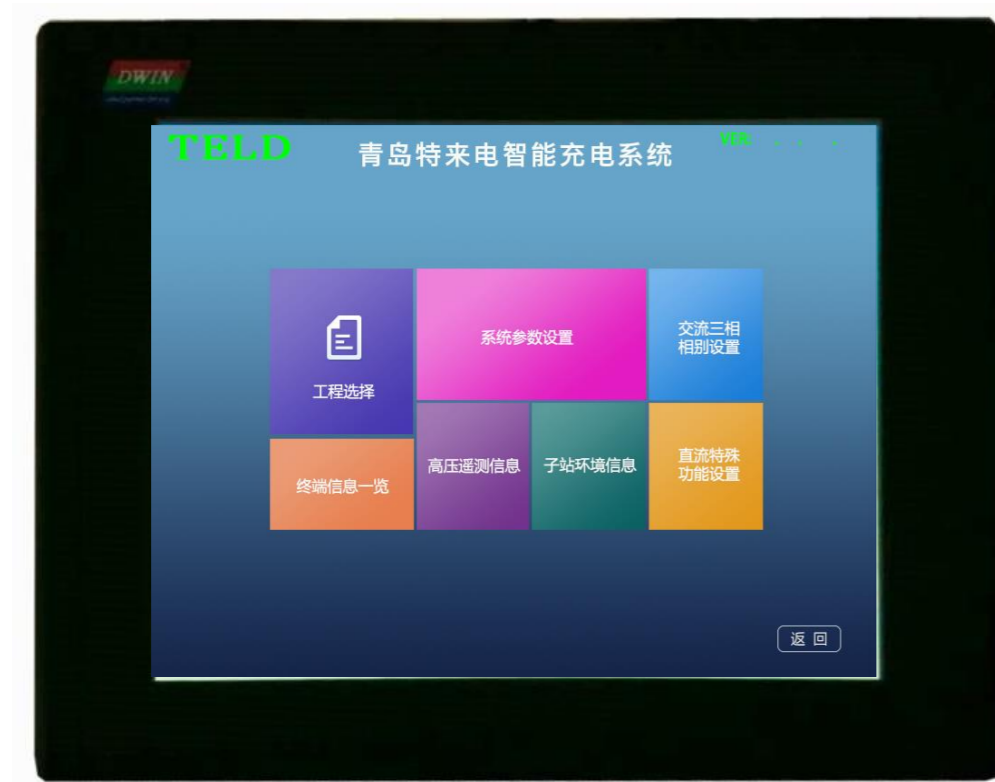 DWIN
TELD
青岛特来电智能充电系统
VER: . . .
工程选择
系统参数设置
交流三相
相别设置
终端信息一览
高压遥测信息
子站环境信息
直流特殊
功能设置
返 回